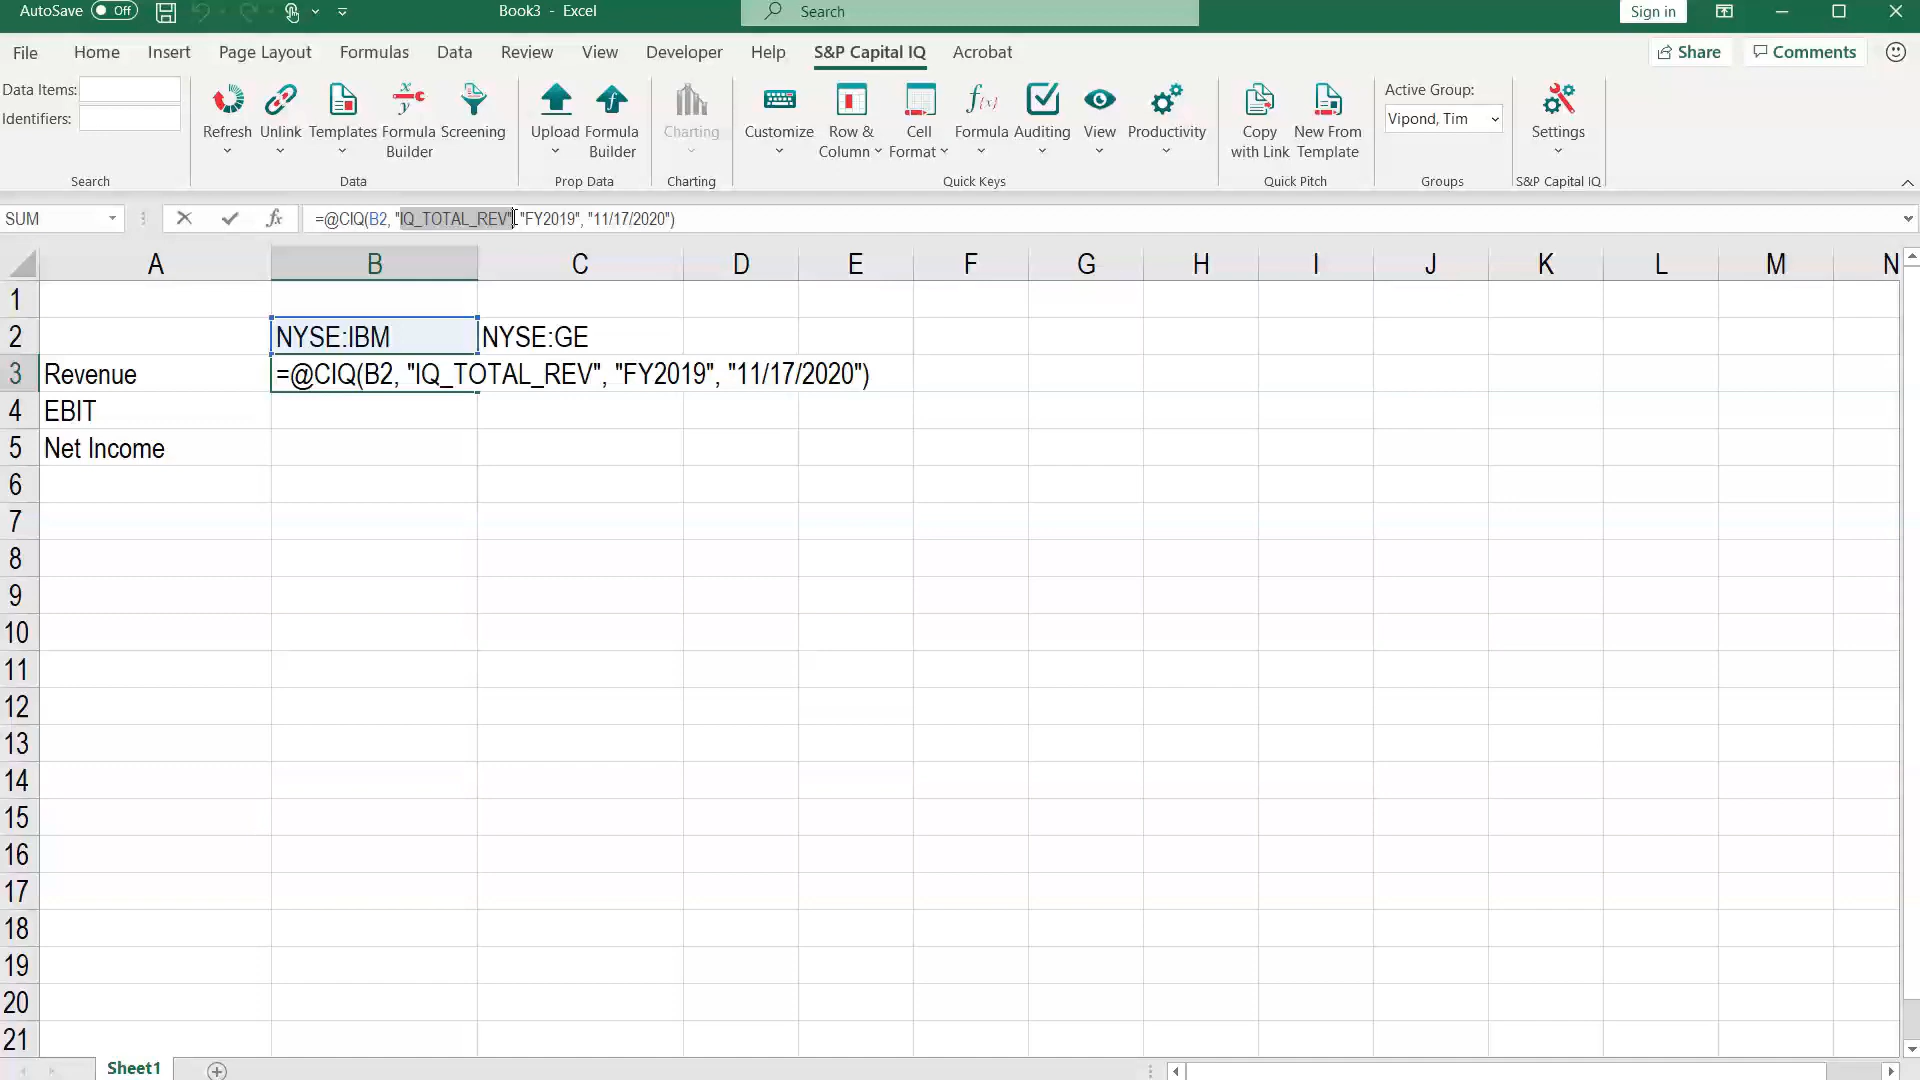 AutoSave Off Book3 - Excel Search Sign in
File Home Insert Page Layout Formulas Data Review View Developer Help S&P Capital IQ Acrobat Share Comments
Data Items:
Identifiers:
Search
Refresh Unlink Templates Formula Builder Screening
Data
Upload Formula Builder
Prop Data
Charting
Charting
Customize Row & Column Cell Format Formula Auditing View Productivity
Quick Keys
Copy with Link New From Template
Quick Pitch
Active Group:
Vipond, Tim
Groups
Settings
S&P Capital IQ
SUM fx =@CIQ(B2, "IQ_TOTAL_REV", "FY2019", "11/17/2020")
A B C D E F G H I J K L M N
1
2 NYSE:IBM NYSE:GE
3 Revenue =@CIQ(B2, "IQ_TOTAL_REV", "FY2019", "11/17/2020")
4 EBIT
5 Net Income
6
7
8
9
10
11
12
13
14
15
16
17
18
19
20
21
Sheet1